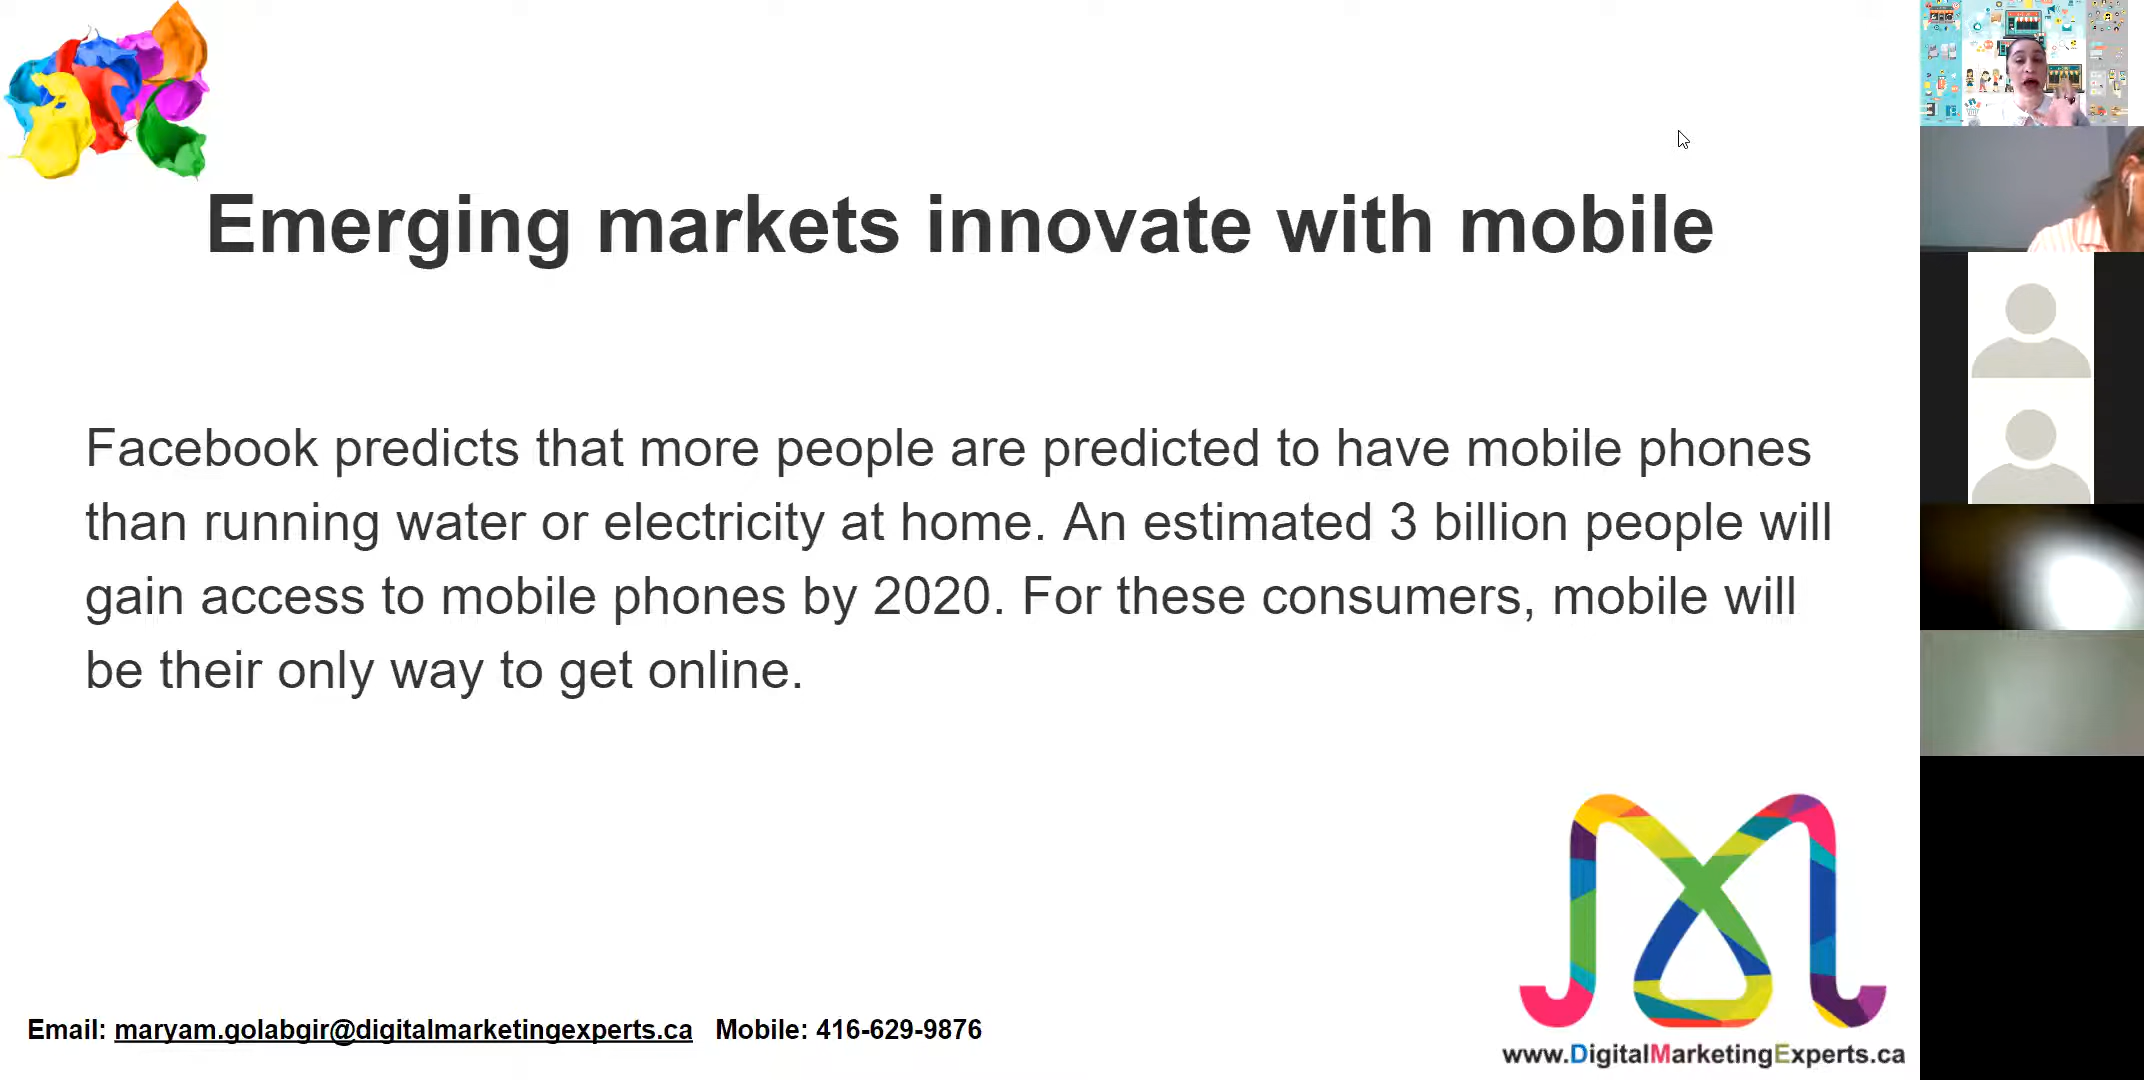 Emerging markets innovate with mobile
Facebook predicts that more people are predicted to have mobile phones
than running water or electricity at home. An estimated 3 billion people will
gain access to mobile phones by 2020. For these consumers, mobile will
be their only way to get online.
Email: maryam.golabgir@digitalmarketingexperts.ca Mobile: 416-629-9876
www.DigitalMarketingExperts.ca